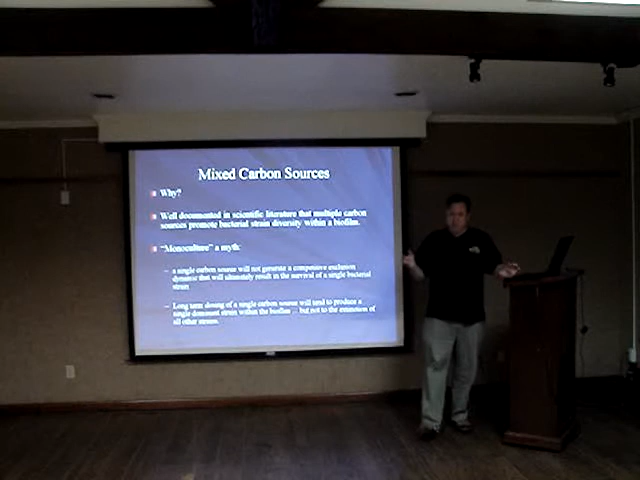 Mixed Carbon Sources
Why?
Well documented in scientific literature that multiple carbon
sources promote bacterial strain diversity within a biofilm.
"Monoculture" a myth:
– a single carbon source will not generate a competitive exclusion
dynamic that will ultimately result in the survival of a single bacterial
strain
– Long term dosing of a single carbon source will tend to produce a
single dominant strain within the biofilm ... but not to the extinction of
all other strains.